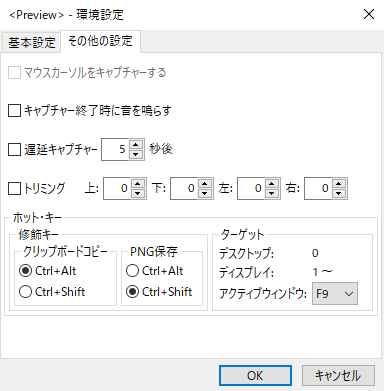 <Preview> - 環境設定
基本設定 その他の設定
マウスカーソルをキャプチャーする
キャプチャー終了時に音を鳴らす
遅延キャプチャー 5 秒後
トリミング 上: 0 下: 0 左: 0 右: 0
ホット・キー
修飾キー
クリップボードコピー
Ctrl+Alt
Ctrl+Shift
PNG保存
Ctrl+Alt
Ctrl+Shift
ターゲット
デスクトップ: 0
ディスプレイ: 1～
アクティブウィンドウ: F9
OK キャンセル